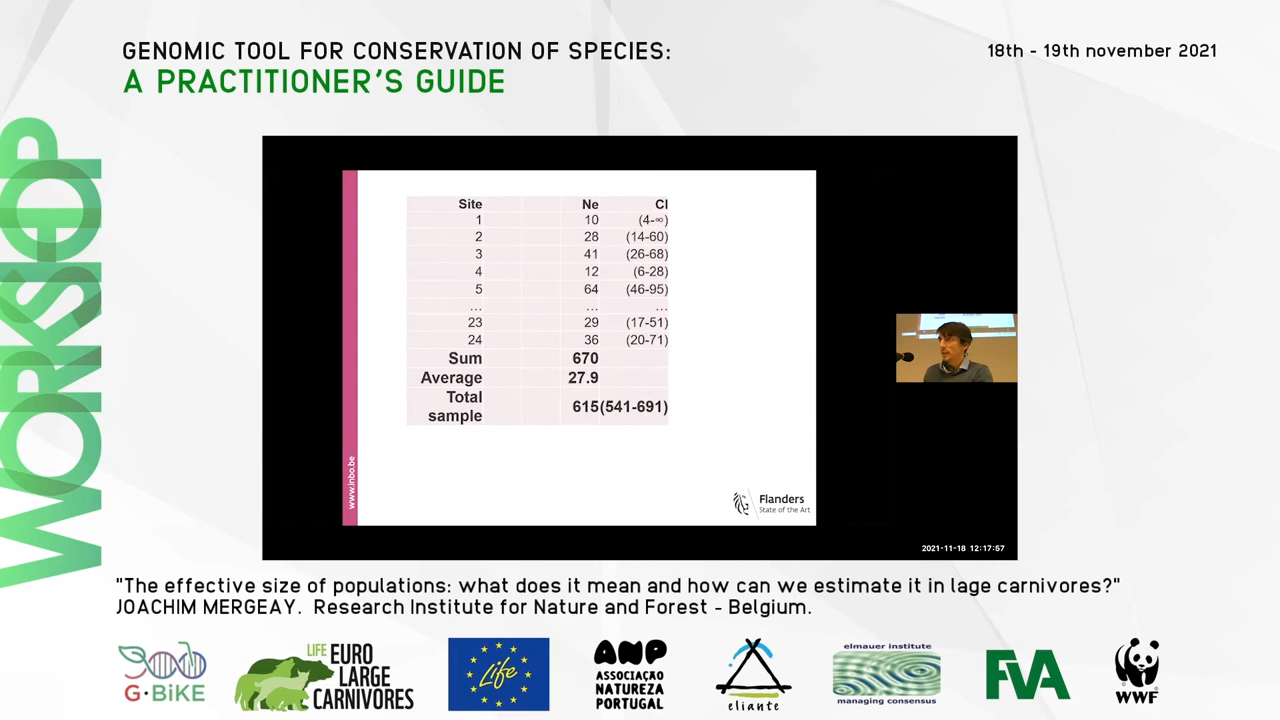 GENOMIC TOOL FOR CONSERVATION OF SPECIES:
18th - 19th november 2021
A PRACTITIONER'S GUIDE
WORKSHOP
Site Ne CI
1 10 (4-∞)
2 28 (14-60)
3 41 (26-68)
4 12 (6-28)
5 64 (46-95)
... ... ...
23 29 (17-51)
24 36 (20-71)
Sum 670
Average 27.9
Total
sample 615(541-691)
www.inbo.be
Flanders
State of the Art
2021-11-18 12:17:57
"The effective size of populations: what does it mean and how can we estimate it in lage carnivores?"
JOACHIM MERGEAY. Research Institute for Nature and Forest - Belgium.
G·BiKE
LIFE EURO
LARGE
CARNIVORES
Life
ANP
ASSOCIAÇÃO
NATUREZA
PORTUGAL
eliante
elmauer institute
managing consensus
FVA
WWF